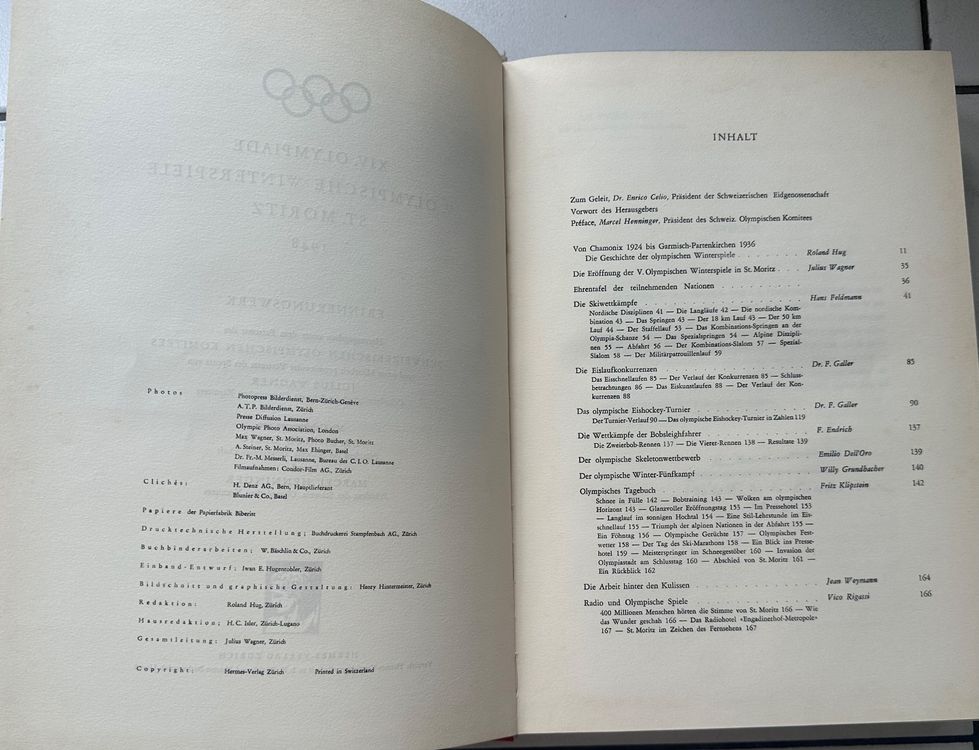 Photos
Photopress Bilderdienst, Bern-Zürich-Genève
A.T.P. Bilderdienst, Zürich
Presse Diffusion Lausanne
Olympic Photo Association, London
Max Wagner, St. Moritz, Photo Bucher, St. Moritz
A. Steiner, St. Moritz, Max Ehinger, Basel
Dr. Fr.-M. Messerli, Lausanne, Bureau des C.I.O. Lausanne
Filmaufnahmen: Condor-Film AG., Zürich
Clichés: H. Denz AG., Bern, Hauptlieferant
Blunier & Co., Basel
Papiere der Papierfabrik Biberist
Drucktechnische Herstellung: Buchdruckerei Stampfenbach AG., Zürich
Buchbinderarbeiten: W. Bäschlin & Co., Zürich
Einband-Entwurf: Iwan E. Hugentobler, Zürich
Bildschnitt und graphische Gestaltung: Henry Hintermeister, Zürich
Redaktion: Roland Hug, Zürich
Hausredaktion: H.C. Isler, Zürich-Lugano
Gesamtleitung: Julius Wagner, Zürich
Copyright: Hermes-Verlag Zürich Printed in Switzerland
XIV. OLYMPIADE
OLYMPISCHE WINTERSPIELE
ST. MORITZ
1948
ERINNERUNGSWERK
INHALT
Zum Geleit, Dr. Enrico Celio, Präsident der Schweizerischen Eidgenossenschaft
Vorwort des Herausgebers
Préface, Marcel Henninger, Präsident des Schweiz. Olympischen Komitees
Von Chamonix 1924 bis Garmisch-Partenkirchen 1936
Die Geschichte der olympischen Winterspiele . . . . . . . Roland Hug 11
Die Eröffnung der V. Olympischen Winterspiele in St. Moritz . . . Julius Wagner 35
Ehrentafel der teilnehmenden Nationen . . . . . . . . 36
Die Skiwettkämpfe . . . . . . . . . . . . . Hans Feldmann 41
Nordische Disziplinen 41 — Die Langläufe 42 — Die nordische Kom-
bination 43 — Das Springen 43 — Der 18 km Lauf 43 — Der 50 km
Lauf 44 — Der Staffellauf 53 — Das Kombinations-Springen an der
Olympia-Schanze 54 — Das Spezialspringen 54 — Alpine Diszipli-
nen 55 — Abfahrt 56 — Der Kombinations-Slalom 57 — Spezial-
Slalom 58 — Der Militärpatrouillenlauf 59
Die Eislaufkonkurrenzen . . . . . . . . . . . . Dr. F. Galler 85
Das Eisschnellaufen 85 — Der Verlauf der Konkurrenzen 85 — Schluss-
betrachtungen 86 — Das Eiskunstlaufen 88 — Der Verlauf der Kon-
kurrenzen 88
Das olympische Eishockey-Turnier . . . . . . . . . Dr. F. Galler 90
Der Turnier-Verlauf 90 — Das olympische Eishockey-Turnier in Zahlen 119
Die Wettkämpfe der Bobsleighfahrer . . . . . . . . F. Endrich 137
Die Zweierbob-Rennen 137 — Die Vierer-Rennen 138 — Resultate 139
Der olympische Skeletonwettbewerb . . . . . . . . Emilio Dell'Oro 139
Der olympische Winter-Fünfkampf . . . . . . . . . Willy Grundbacher 140
Olympisches Tagebuch . . . . . . . . . . . . Fritz Klipstein 142
Schnee in Fülle 142 — Bobtraining 143 — Wolken am olympischen
Horizont 143 — Glanzvoller Eröffnungstag 153 — Im Pressehotel 153
— Langlauf im sonnigen Hochtal 154 — Eine Stil-Lehrstunde im Eis-
schnellauf 155 — Triumph der alpinen Nationen in der Abfahrt 155 —
Ein Föhntag 156 — Olympische Gerüchte 157 — Olympisches Fest-
wetter 158 — Der Tag des Ski-Marathons 158 — Ein Blick ins Presse-
hotel 159 — Meisterspringer im Schneegestöber 160 — Invasion der
Olympiastadt am Schlusstag 160 — Abschied von St. Moritz 161 —
Ein Rückblick 162
Die Arbeit hinter den Kulissen . . . . . . . . . . Jean Weymann 164
Radio und Olympische Spiele . . . . . . . . . . Vico Rigassi 166
400 Millionen Menschen hörten die Stimme von St. Moritz 166 — Wie
das Wunder geschah 166 — Das Radiohotel «Engadinerhof-Metropole»
167 — St. Moritz im Zeichen des Fernsehens 167